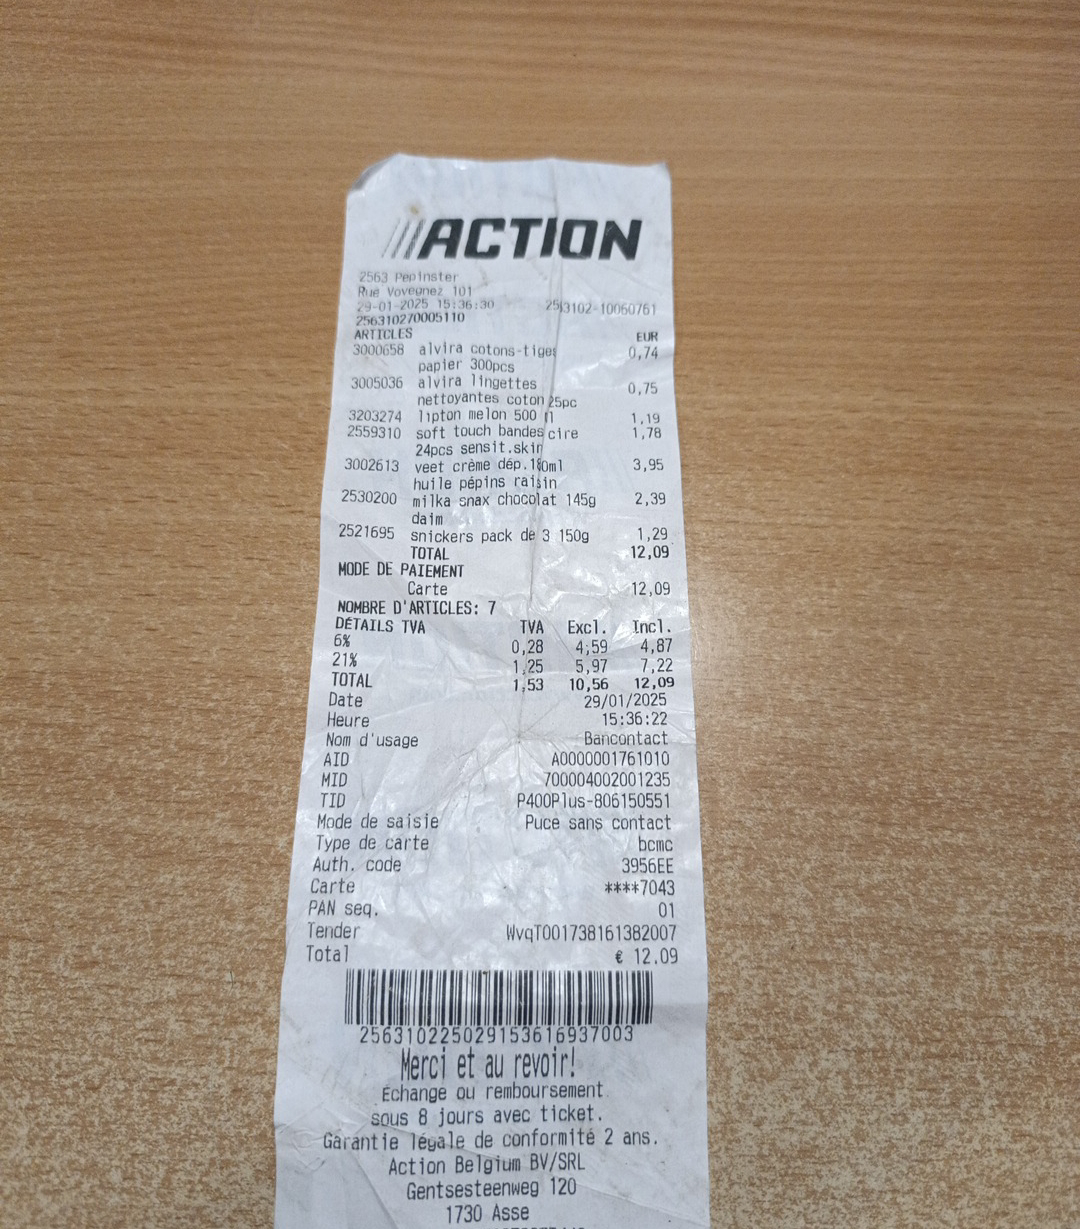 ACTION
2563 Pepinster
Rue Vovegnez 101
29-01-2025 15:36:30 2563102-10060761
256310270005110
ARTICLES EUR
3000658 alvira cotons-tiges 0,74
papier 300pcs
3005036 alvira lingettes 0,75
nettoyantes coton 25pc
3203274 lipton melon 500 ml 1,19
2559310 soft touch bandes cire 1,78
24pcs sensit.skin
3002613 veet crème dép.180ml 3,95
huile pépins raisin
2530200 milka snax chocolat 145g 2,39
daim
2521695 snickers pack de 3 150g 1,29
TOTAL 12,09
MODE DE PAIEMENT
Carte 12,09
NOMBRE D'ARTICLES: 7
DÉTAILS TVA TVA Excl. Incl.
6% 0,28 4,59 4,87
21% 1,25 5,97 7,22
TOTAL 1,53 10,56 12,09
Date 29/01/2025
Heure 15:36:22
Nom d'usage Bancontact
AID A0000001761010
MID 700004002001235
TID P400Plus-806150551
Mode de saisie Puce sans contact
Type de carte bcmc
Auth. code 3956EE
Carte ****7043
PAN seq. 01
Tender WvqT001738161382007
Total € 12.09
256310225029153616937003
Merci et au revoir!
Echange ou remboursement
sous 8 jours avec ticket.
Garantie légale de conformité 2 ans.
Action Belgium BV/SRL
Gentsesteenweg 120
1730 Asse